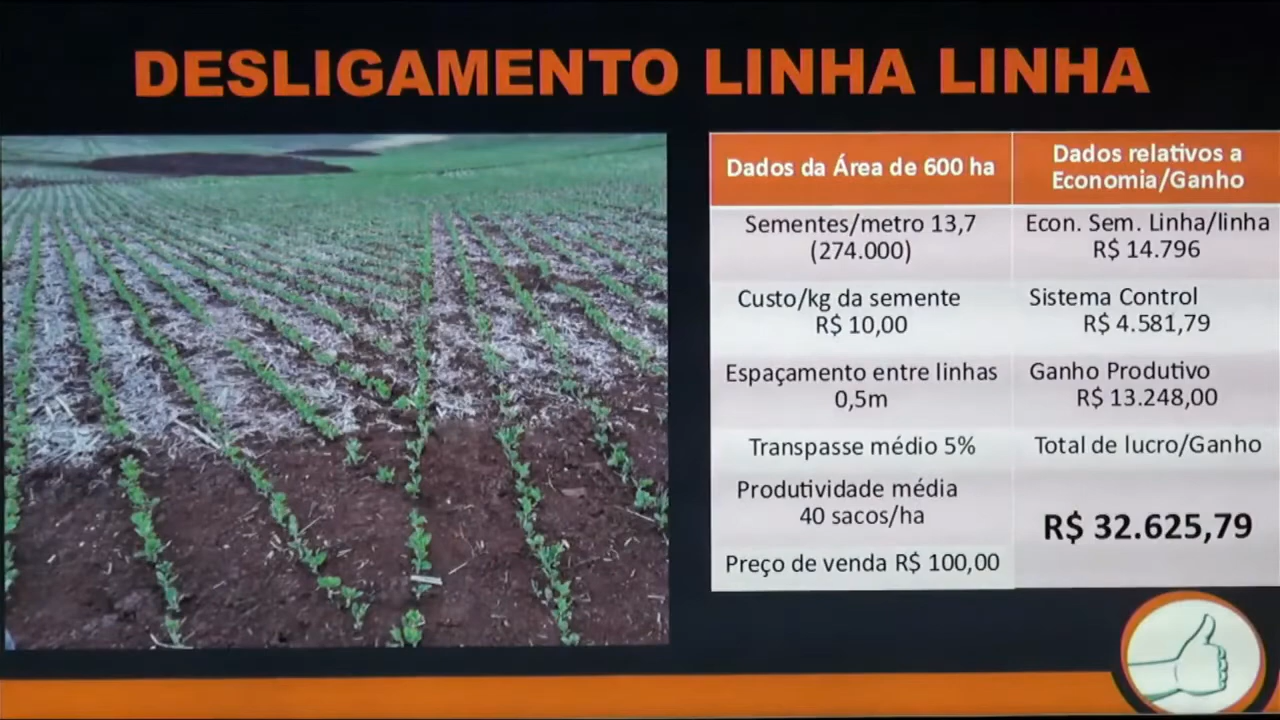 DESLIGAMENTO LINHA LINHA
Dados da Área de 600 ha
Dados relativos a
Economia/Ganho
Sementes/metro 13,7
(274.000)
Econ. Sem. Linha/linha
R$ 14.796
Custo/kg da semente
R$ 10,00
Sistema Control
R$ 4.581,79
Espaçamento entre linhas
0,5m
Ganho Produtivo
R$ 13.248,00
Transpasse médio 5%
Total de lucro/Ganho
Produtividade média
40 sacos/ha
R$ 32.625,79
Preço de venda R$ 100,00